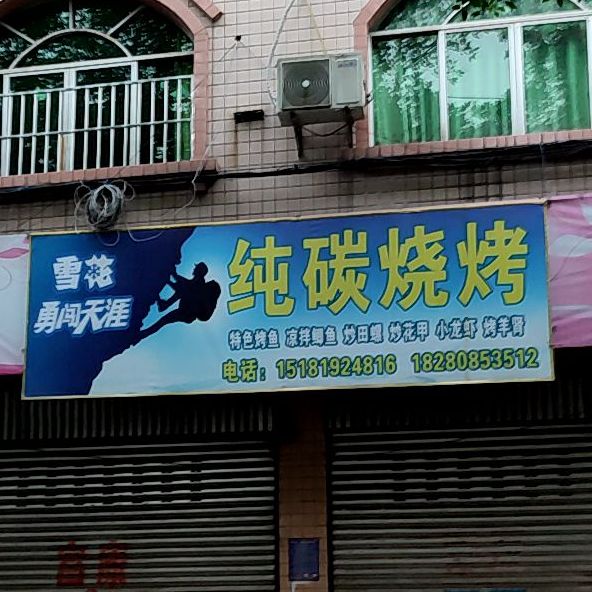 雪花
勇闯天涯
纯碳烧烤
特色烤鱼 凉拌鲫鱼 炒田螺 炒花甲 小龙虾 烤羊肾
电话：15181924816 18280853512